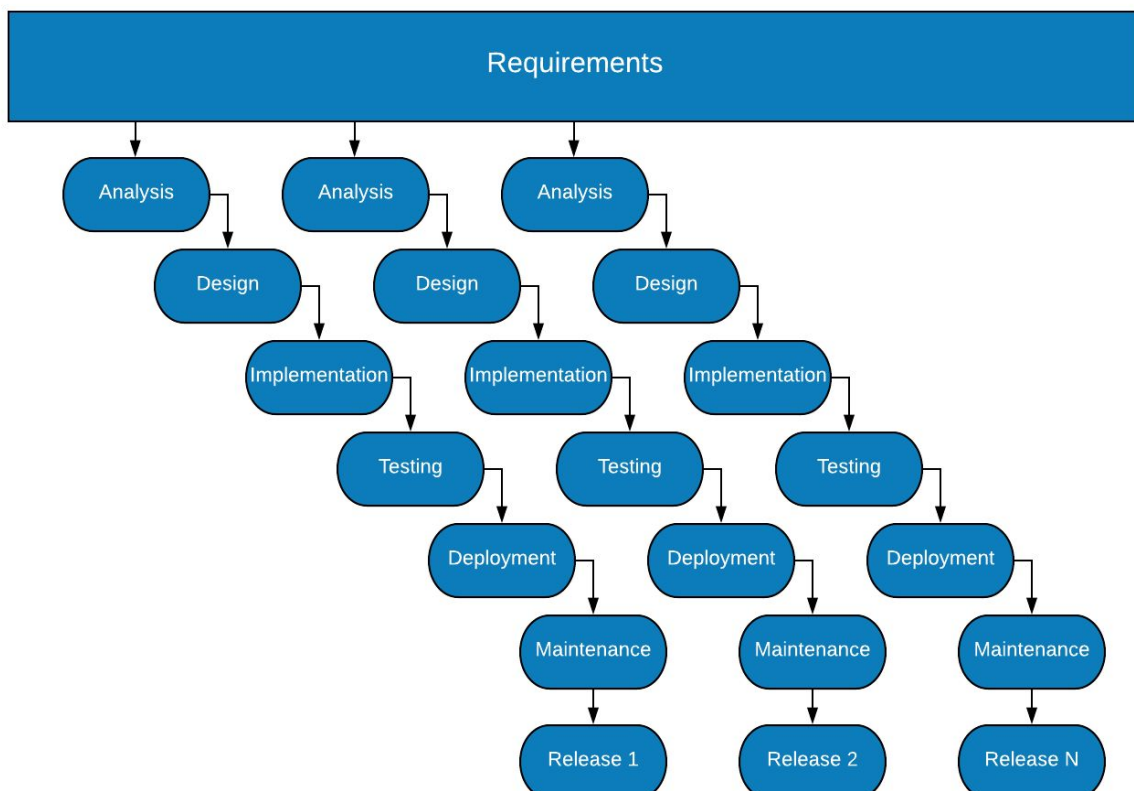 Requirements
Analysis Analysis Analysis
Design Design Design
Implementation Implementation Implementation
Testing Testing Testing
Deployment Deployment Deployment
Maintenance Maintenance Maintenance
Release 1 Release 2 Release N